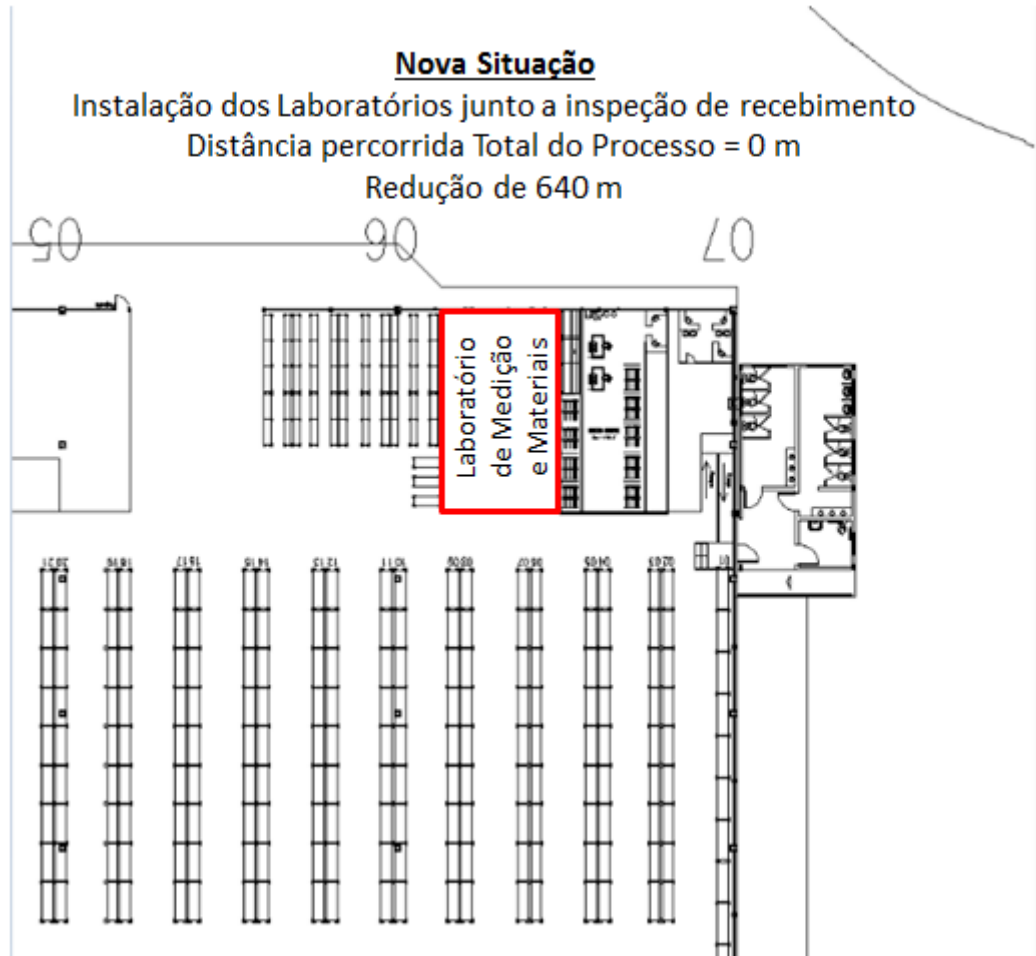 Nova Situação
Instalação dos Laboratórios junto a inspeção de recebimento
Distância percorrida Total do Processo = 0 m
Redução de 640 m
05
06
07
Laboratório
de Medição
e Materiais